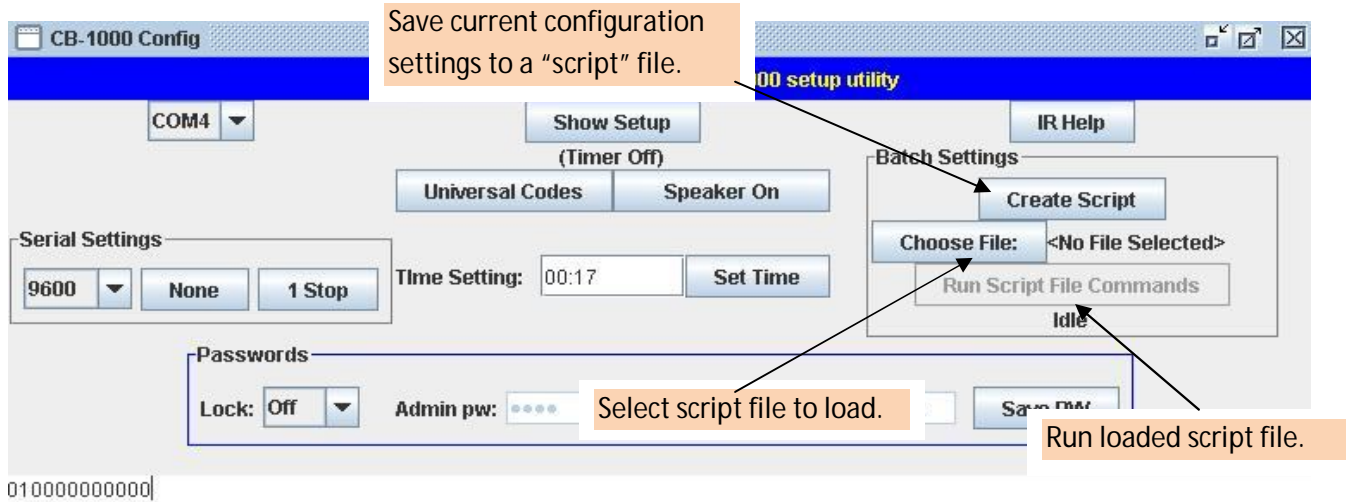 Save current configuration
settings to a “script” file.
CB-1000 Config
00 setup utility
COM4
Show Setup
IR Help
(Timer Off)
Batch Settings
Universal Codes
Speaker On
Create Script
Serial Settings
Choose File:
<No File Selected>
9600
None
1 Stop
TIme Setting:
00:17
Set Time
Run Script File Commands
Idle
Passwords
Lock:
Off
Admin pw:
Select script file to load.
Save PW
Run loaded script file.
010000000000